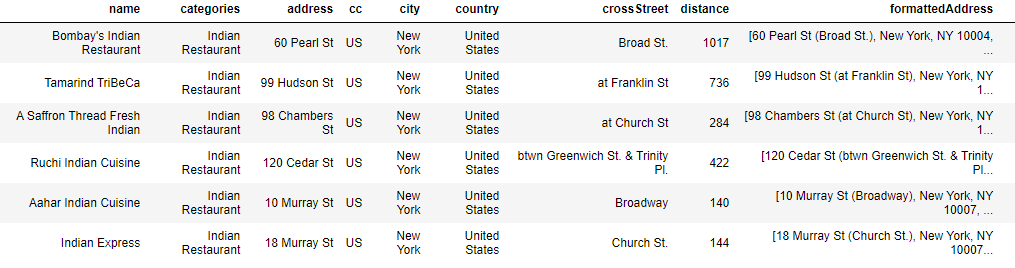 name categories address cc city country crossStreet distance formattedAddress
Bombay's Indian Indian New United [60 Pearl St (Broad St.), New York, NY 10004,
Restaurant Restaurant 60 Pearl St US York States Broad St. 1017 ...
Tamarind TriBeCa Indian Restaurant 99 Hudson St US New York United States at Franklin St 736 [99 Hudson St (at Franklin St), New York, NY
1...
A Saffron Thread Fresh Indian 98 Chambers New United [98 Chambers St (at Church St), New York, NY
Indian Restaurant St US York States at Church St 284 1...
Ruchi Indian Cuisine Indian Restaurant 120 Cedar St US New York United States btwn Greenwich St. & Trinity 422 [120 Cedar St (btwn Greenwich St. & Trinity
Pl. Pl...
Aahar Indian Cuisine Indian Restaurant 10 Murray St US New York United States Broadway 140 [10 Murray St (Broadway), New York, NY
10007, ...
Indian Express Indian Restaurant 18 Murray St US New York United States Church St. 144 [18 Murray St (Church St.), New York, NY
10007...